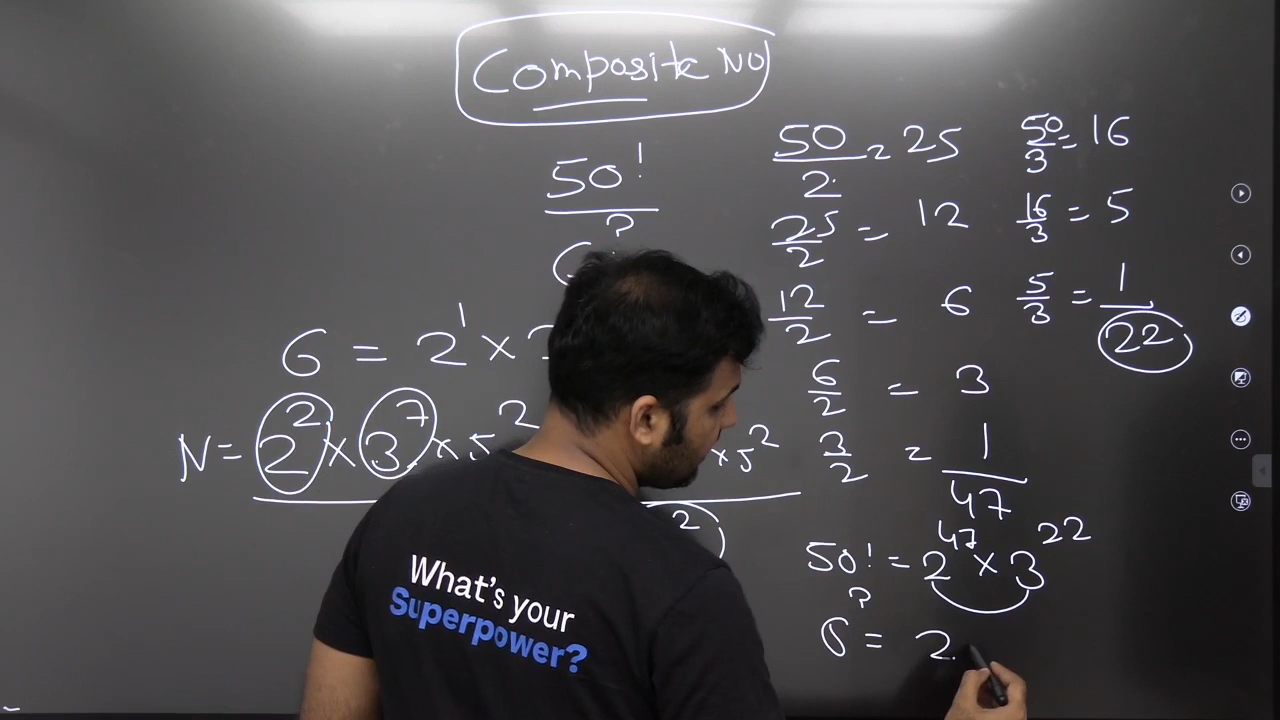 Composite No
50!
?
6
6 = 2¹ ×
N = 2² × 3⁷ × 5²
× 5²
2
50/2 = 25
25/2 = 12
12/2 = 6
6/2 = 3
3/2 = 1
47
50/3 = 16
16/3 = 5
5/3 = 1
22
50! = 2⁴⁷ × 3²²
6^? = 2.
What's your
Superpower?